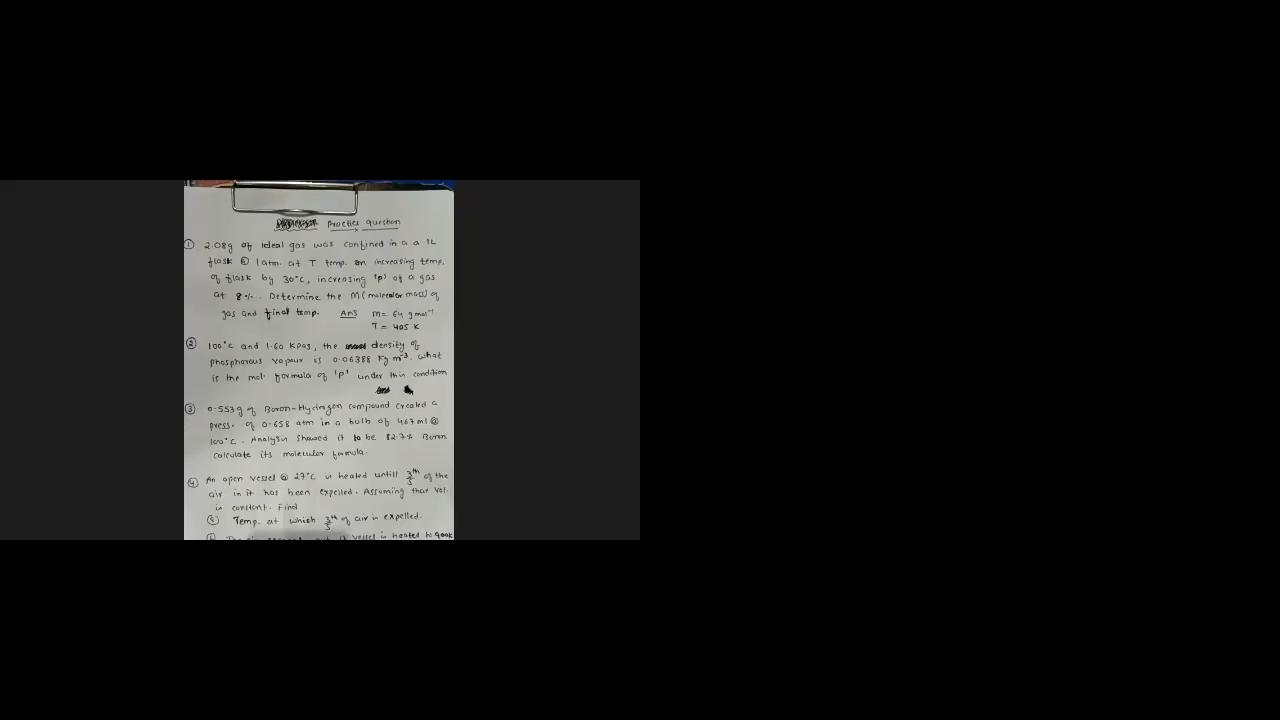 Practice question
① 2.08g of ideal gas was confined in a a 1L
flask @ 1atm. at T temp. on increasing temp.
of flask by 30°C, increasing 'p' of a gas
at 8%. Determine the M(molecular mass) of
gas and final temp. Ans M= 64 g mol⁻¹
T = 405 K
② 100°C and 1.60 Kpas, the density of
phosphorous vapour is 0.06388 Kg m⁻³. what
is the mol. formula of 'P' under this condition
③ 0.553g of Boron-Hydrogen compound created a
press. of 0.658 atm in a bulb of 467ml @
100°C. Analysis showed it to be 82.7% Boron
calculate its molecular formula.
④ An open vessel @ 27°C is heated untill 3/5th of the
air in it has been expelled. Assuming that vol.
is constant. Find
Temp. at which 3/5th of air is expelled.
vessel is heated to 900K